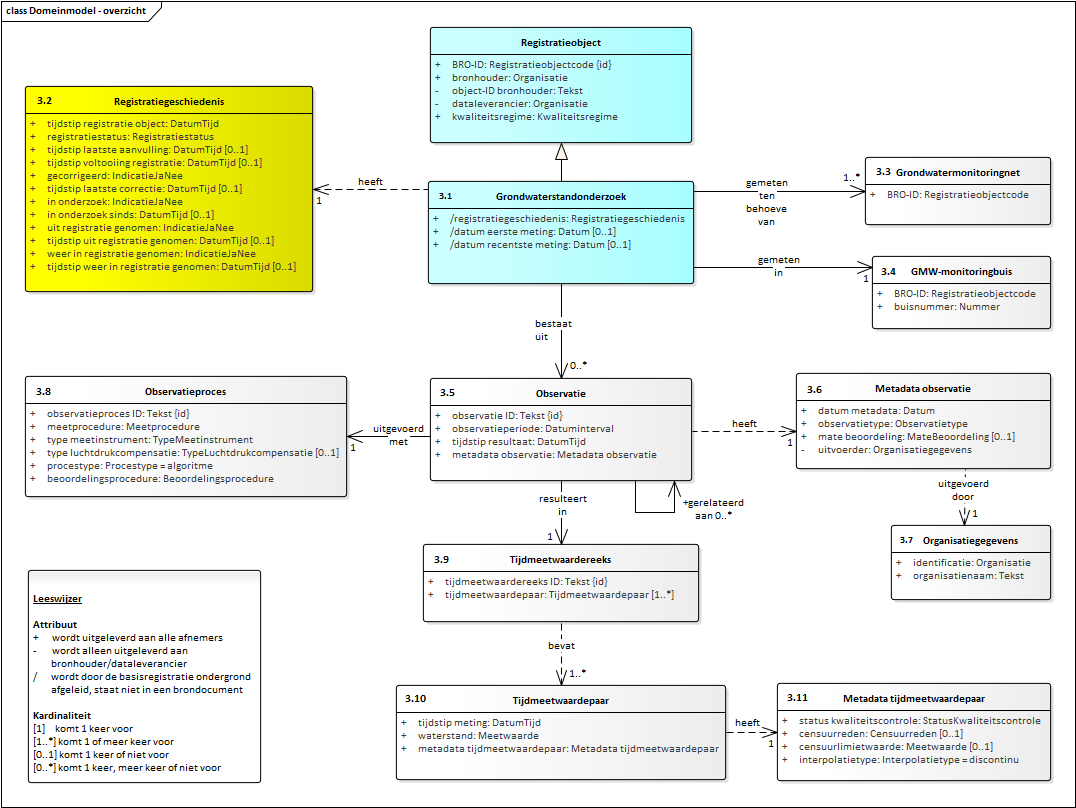 class Domeinmodel - overzicht
Registratieobject
+ BRO-ID: Registratieobjectcode {id}
+ bronhouder: Organisatie
- object-ID bronhouder: Tekst
- dataleverancier: Organisatie
+ kwaliteitsregime: Kwaliteitsregime
3.2 Registratiegeschiedenis
+ tijdstip registratie object: DatumTijd
+ registratiestatus: Registratiestatus
+ tijdstip laatste aanvulling: DatumTijd [0..1]
+ tijdstip voltooiing registratie: DatumTijd [0..1]
+ gecorrigeerd: IndicatieJaNee
+ tijdstip laatste correctie: DatumTijd [0..1]
+ in onderzoek: IndicatieJaNee
+ in onderzoek sinds: DatumTijd [0..1]
+ uit registratie genomen: IndicatieJaNee
+ tijdstip uit registratie genomen: DatumTijd [0..1]
+ weer in registratie genomen: IndicatieJaNee
+ tijdstip weer in registratie genomen: DatumTijd [0..1]
heeft
1
3.1 Grondwaterstandonderzoek
+ /registratiegeschiedenis: Registratiegeschiedenis
+ /datum eerste meting: Datum [0..1]
+ /datum recentste meting: Datum [0..1]
gemeten
ten
behoeve
van
1..*
3.3 Grondwatermonitoringnet
+ BRO-ID: Registratieobjectcode
gemeten
in
1
3.4 GMW-monitoringbuis
+ BRO-ID: Registratieobjectcode
+ buisnummer: Nummer
bestaat
uit
0..*
3.8 Observatieproces
+ observatieproces ID: Tekst {id}
+ meetprocedure: Meetprocedure
+ type meetinstrument: TypeMeetinstrument
+ type luchtdrukcompensatie: TypeLuchtdrukcompensatie [0..1]
+ procestype: Procestype = algoritme
+ beoordelingsprocedure: Beoordelingsprocedure
uitgevoerd
met
1
3.5 Observatie
+ observatie ID: Tekst {id}
+ observatieperiode: Datuminterval
+ tijdstip resultaat: DatumTijd
+ metadata observatie: Metadata observatie
heeft
1
3.6 Metadata observatie
+ datum metadata: Datum
+ observatietype: Observatietype
+ mate beoordeling: MateBeoordeling [0..1]
- uitvoerder: Organisatiegegevens
uitgevoerd
door
1
3.7 Organisatiegegevens
+ identificatie: Organisatie
+ organisatienaam: Tekst
resulteert
in
1
+gerelateerd
aan 0..*
3.9 Tijdmeetwaardereeks
+ tijdmeetwaardereeks ID: Tekst {id}
+ tijdmeetwaardepaar: Tijdmeetwaardepaar [1..*]
bevat
1..*
3.10 Tijdmeetwaardepaar
+ tijdstip meting: DatumTijd
+ waterstand: Meetwaarde
+ metadata tijdmeetwaardepaar: Metadata tijdmeetwaardepaar
heeft
1
3.11 Metadata tijdmeetwaardepaar
+ status kwaliteitscontrole: StatusKwaliteitscontrole
+ censuurreden: Censuurreden [0..1]
+ censuurlimietwaarde: Meetwaarde [0..1]
+ interpolatietype: Interpolatietype = discontinu
Leeswijzer
Attribuut
+ wordt uitgeleverd aan alle afnemers
- wordt alleen uitgeleverd aan
bronhouder/dataleverancier
/ wordt door de basisregistratie ondergrond
afgeleid, staat niet in een brondocument
Kardinaliteit
[1] komt 1 keer voor
[1..*] komt 1 of meer keer voor
[0..1] komt 1 keer of niet voor
[0..*] komt 1 keer, meer keer of niet voor